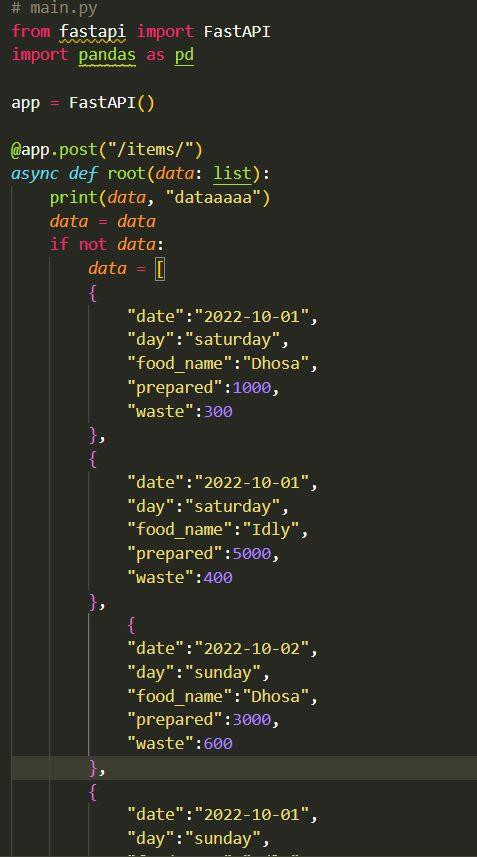 # main.py
from fastapi import FastAPI
import pandas as pd
app = FastAPI()
@app.post("/items/")
async def root(data: list):
print(data, "dataaaaa")
data = data
if not data:
data = [
{
"date":"2022-10-01",
"day":"saturday",
"food_name":"Dhosa",
"prepared":1000,
"waste":300
},
{
"date":"2022-10-01",
"day":"saturday",
"food_name":"Idly",
"prepared":5000,
"waste":400
},
{
"date":"2022-10-02",
"day":"sunday",
"food_name":"Dhosa",
"prepared":3000,
"waste":600
},
{
"date":"2022-10-01",
"day":"sunday",